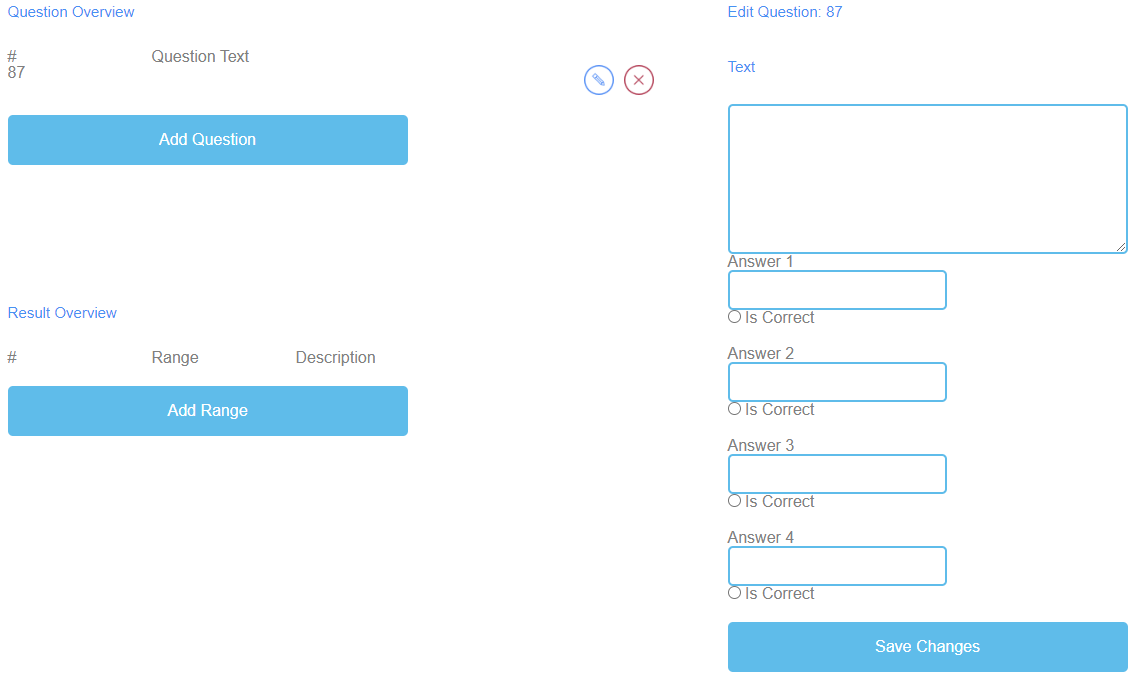 Question Overview
# Question Text
87
Add Question
Result Overview
# Range Description
Add Range
Edit Question: 87
Text
Answer 1
Is Correct
Answer 2
Is Correct
Answer 3
Is Correct
Answer 4
Is Correct
Save Changes